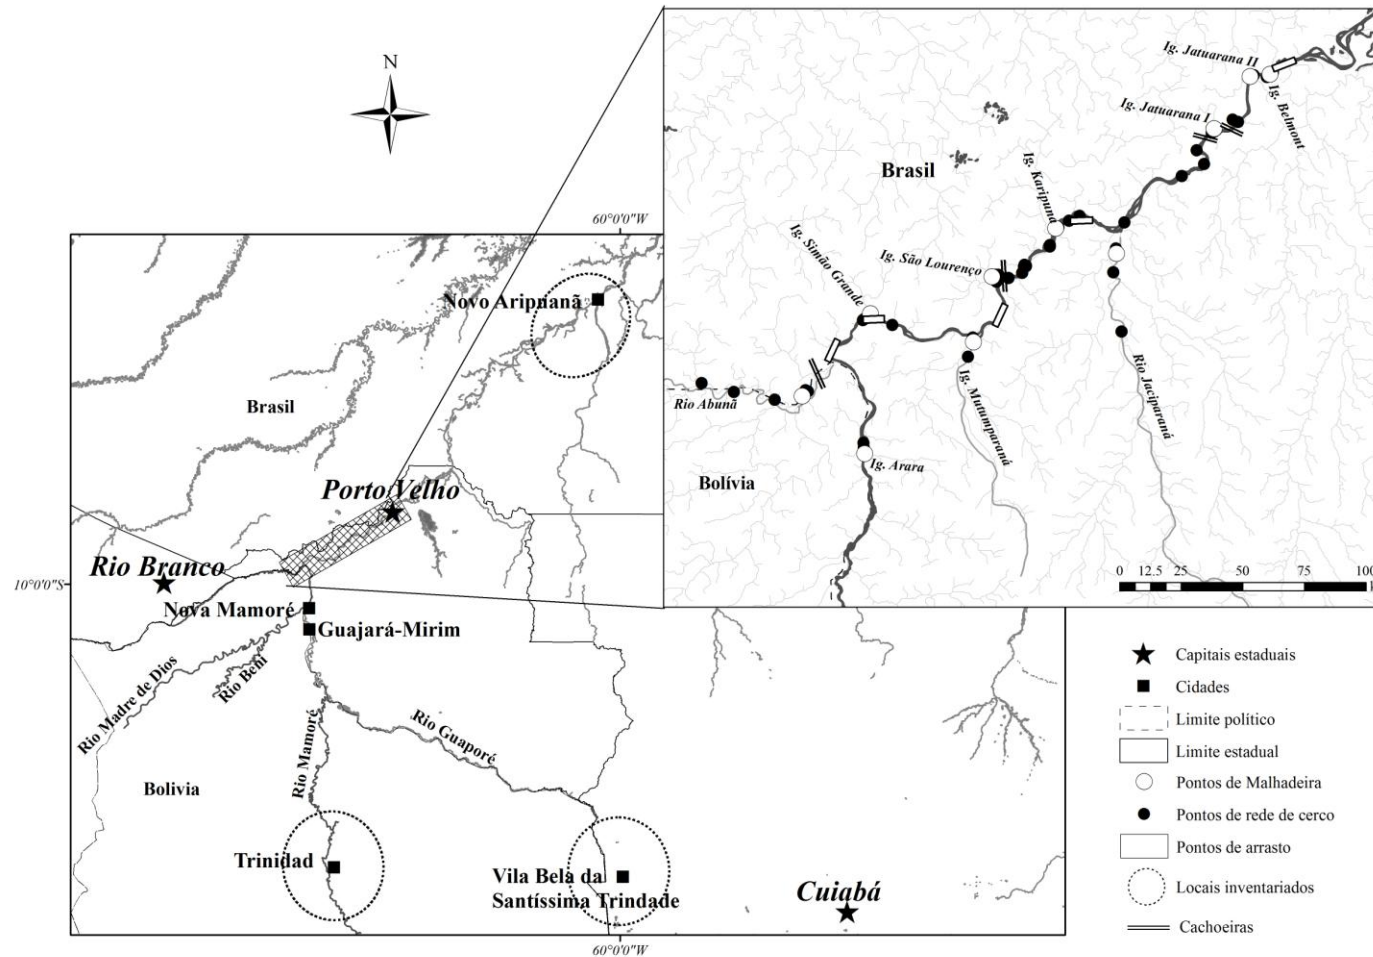 N
60°0'0"W
Novo Aripuanã
Brasil
Porto Velho
Rio Branco
10°0'0"S
Nova Mamoré
Guajará-Mirim
Rio Madre de Dios
Rio Beni
Rio Mamoré
Rio Guaporé
Bolivia
Trinidad
Vila Bela da
Santíssima Trindade
Cuiabá
60°0'0"W
Ig. Jatuarana II
Ig. Belmont
Ig. Jatuarana I
Brasil
Ig. Karipuna
Ig. Simão Grande
Ig. São Lourenço
Rio Abunã
Ig. Mutumparaná
Rio Jaciparaná
Ig. Arara
Bolívia
0 12.5 25 50 75 100
Capitais estaduais
Cidades
Limite político
Limite estadual
Pontos de Malhadeira
Pontos de rede de cerco
Pontos de arrasto
Locais inventariados
Cachoeiras